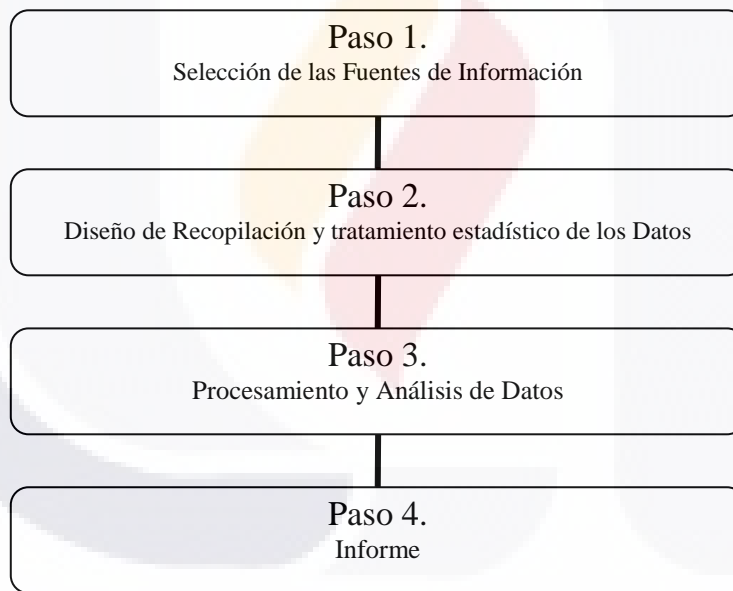 Paso 1.
Selección de las Fuentes de Información
Paso 2.
Diseño de Recopilación y tratamiento estadístico de los Datos
Paso 3.
Procesamiento y Análisis de Datos
Paso 4.
Informe